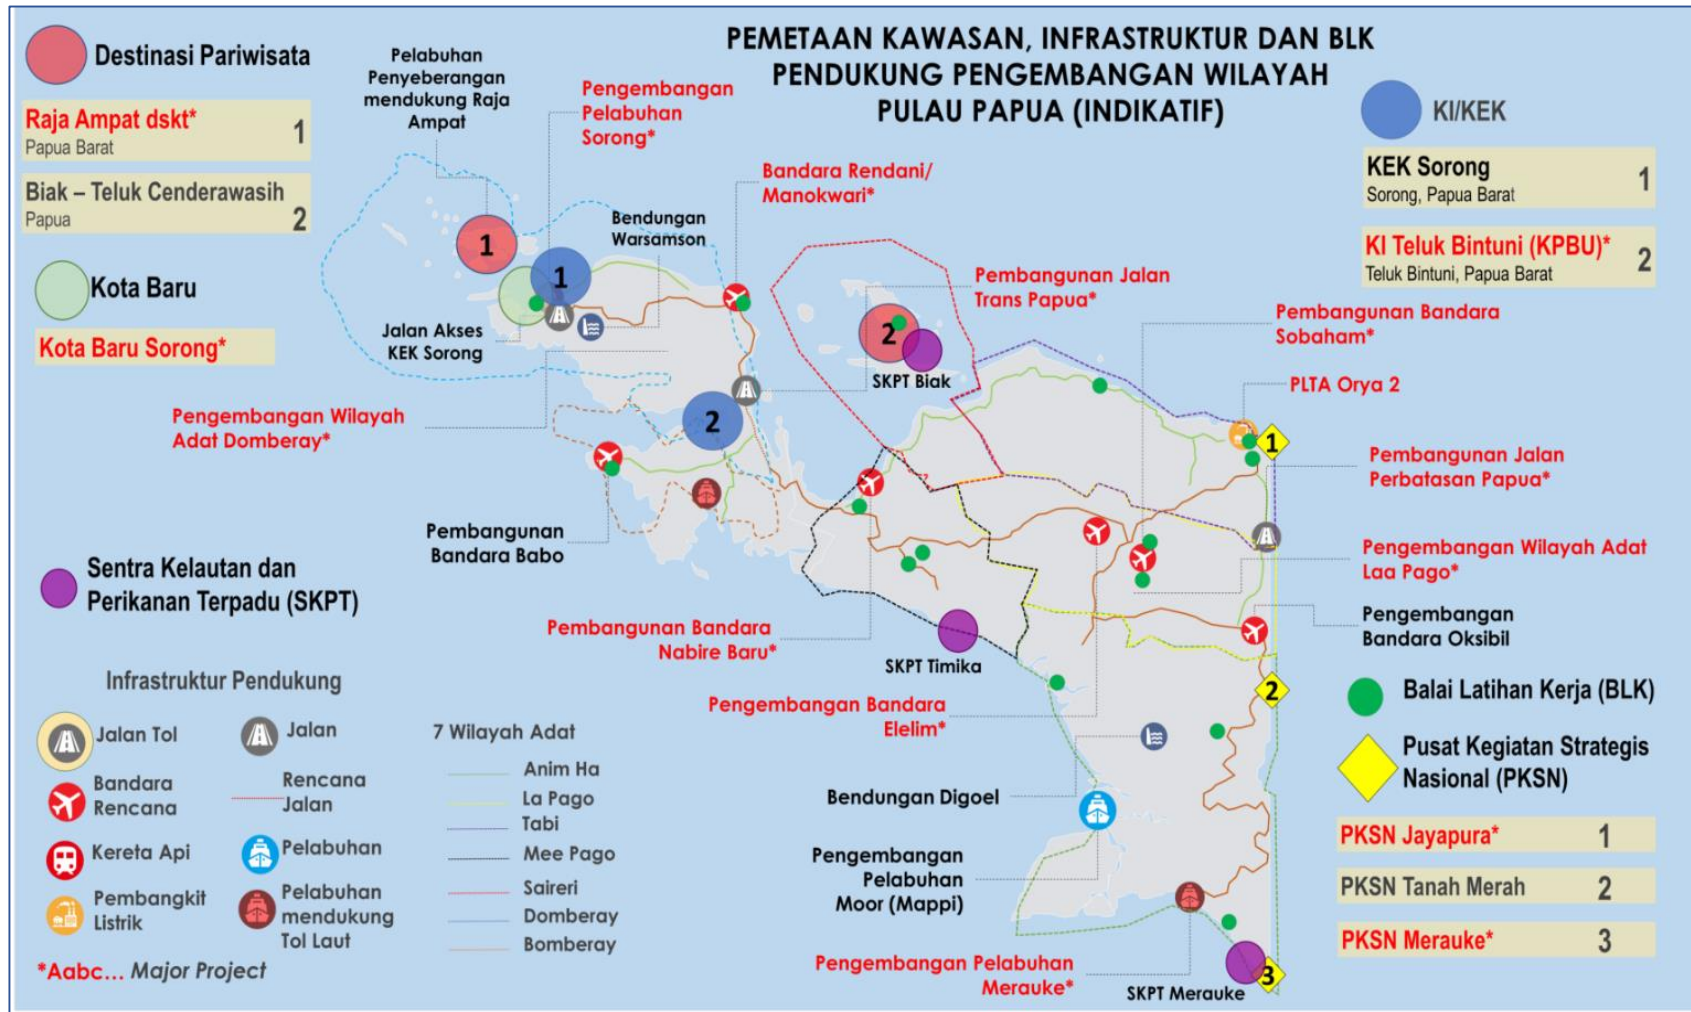 PEMETAAN KAWASAN, INFRASTRUKTUR DAN BLK
PENDUKUNG PENGEMBANGAN WILAYAH
PULAU PAPUA (INDIKATIF)
Destinasi Pariwisata
Raja Ampat dskt*
Papua Barat
1
Biak – Teluk Cenderawasih
Papua
2
Kota Baru
Kota Baru Sorong*
Pelabuhan
Penyeberangan
mendukung Raja
Ampat
Pengembangan
Pelabuhan
Sorong*
Bandara Rendani/
Manokwari*
Bendungan
Warsamson
Pembangunan Jalan
Trans Papua*
KI/KEK
KEK Sorong
Sorong, Papua Barat
1
KI Teluk Bintuni (KPBU)*
Teluk Bintuni, Papua Barat
2
1
1
2
2
Jalan Akses
KEK Sorong
SKPT Biak
Pengembangan Wilayah
Adat Domberay*
Pembangunan Bandara
Sobaham*
PLTA Orya 2
1
Pembangunan Jalan
Perbatasan Papua*
Pembangunan
Bandara Babo
Pengembangan Wilayah Adat
Laa Pago*
Sentra Kelautan dan
Perikanan Terpadu (SKPT)
Pembangunan Bandara
Nabire Baru*
SKPT Timika
Pengembangan
Bandara Oksibil
Pengembangan Bandara
Elelim*
2
Balai Latihan Kerja (BLK)
Pusat Kegiatan Strategis
Nasional (PKSN)
PKSN Jayapura*
1
PKSN Tanah Merah
2
PKSN Merauke*
3
Infrastruktur Pendukung
Jalan Tol
Jalan
Bandara
Rencana
Rencana
Jalan
Kereta Api
Pelabuhan
Pembangkit
Listrik
Pelabuhan
mendukung
Tol Laut
*Aabc… Major Project
7 Wilayah Adat
Anim Ha
La Pago
Tabi
Mee Pago
Saireri
Domberay
Bomberay
Bendungan Digoel
Pengembangan
Pelabuhan
Moor (Mappi)
Pengembangan Pelabuhan
Merauke*
SKPT Merauke
3